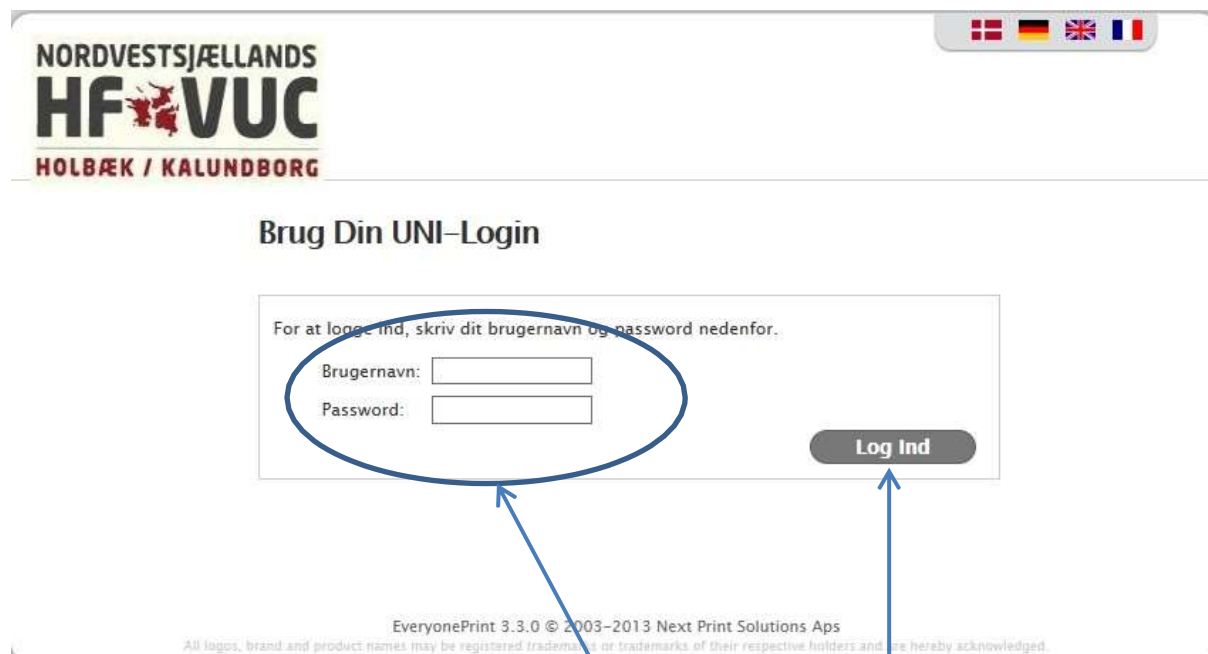 NORDVESTSJÆLLANDS
HF VUC
HOLBÆK / KALUNDBORG
Brug Din UNI-Login
For at logge ind, skriv dit brugernavn og password nedenfor.
Brugernavn:
Password:
Log Ind
EveryonePrint 3.3.0 © 2003-2013 Next Print Solutions Aps
All logos, brand and product names may be registered trademarks or trademarks of their respective holders and are hereby acknowledged.